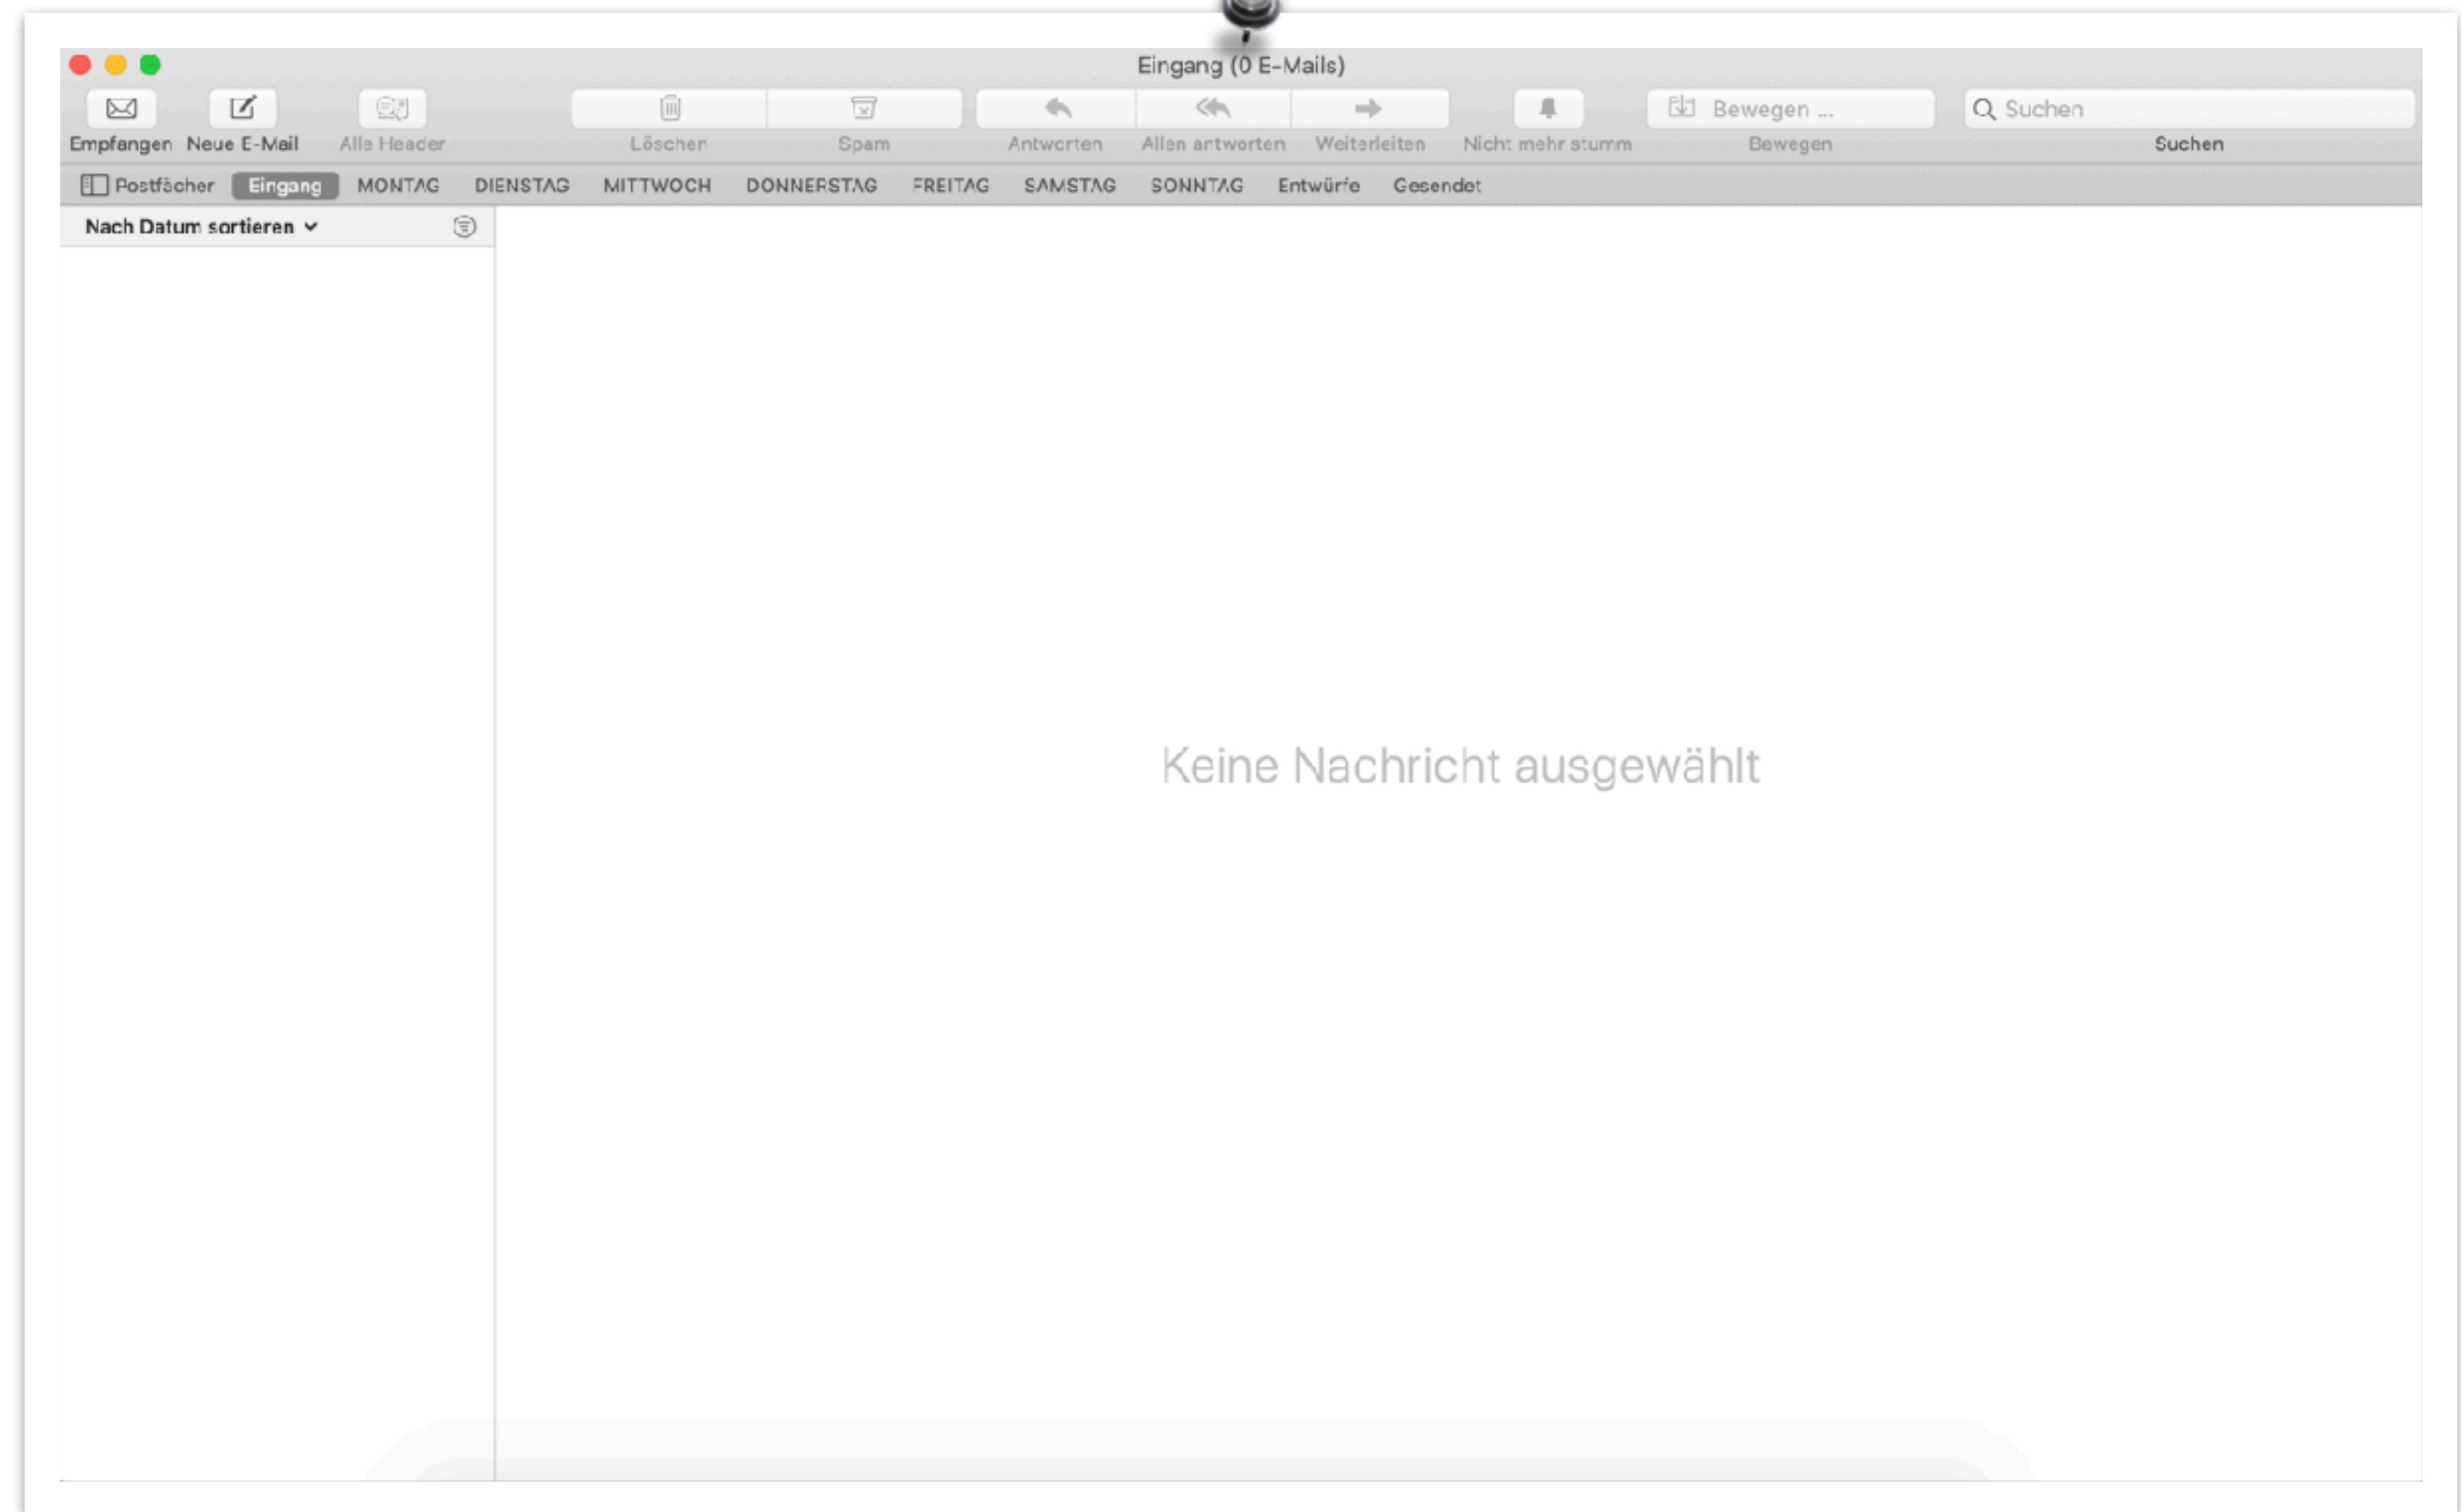 Eingang (0 E-Mails)
Bewegen ... Suchen
Empfangen Neue E-Mail Alle Header Löschen Spam Antworten Allen antworten Weiterleiten Nicht mehr stumm Bewegen Suchen
Postfächer Eingang MONTAG DIENSTAG MITTWOCH DONNERSTAG FREITAG SAMSTAG SONNTAG Entwürfe Gesendet
Nach Datum sortieren
Keine Nachricht ausgewählt